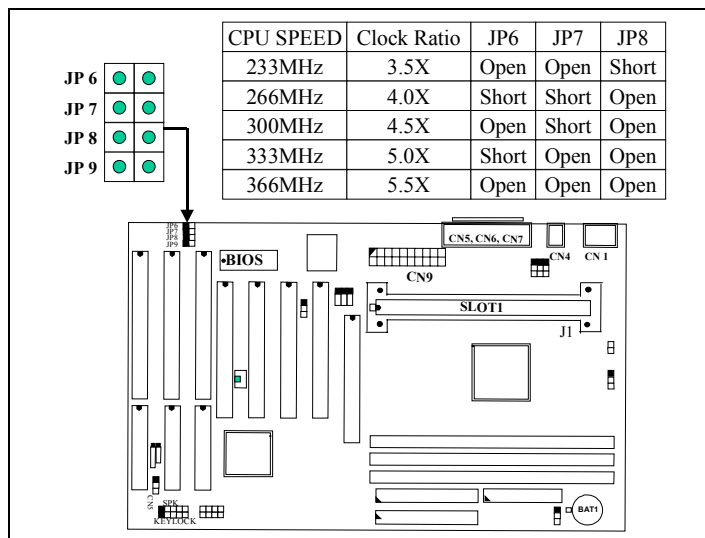 CPU SPEED Clock Ratio JP6 JP7 JP8
233MHz 3.5X Open Open Short
266MHz 4.0X Short Short Open
300MHz 4.5X Open Short Open
333MHz 5.0X Short Open Open
366MHz 5.5X Open Open Open
JP 6
JP 7
JP 8
JP 9
JP6
JP7
JP8
JP9
BIOS
CN5, CN6, CN7
CN4
CN 1
CN9
SLOT1
J1
CN5
SPK
KEYLOCK
BAT1